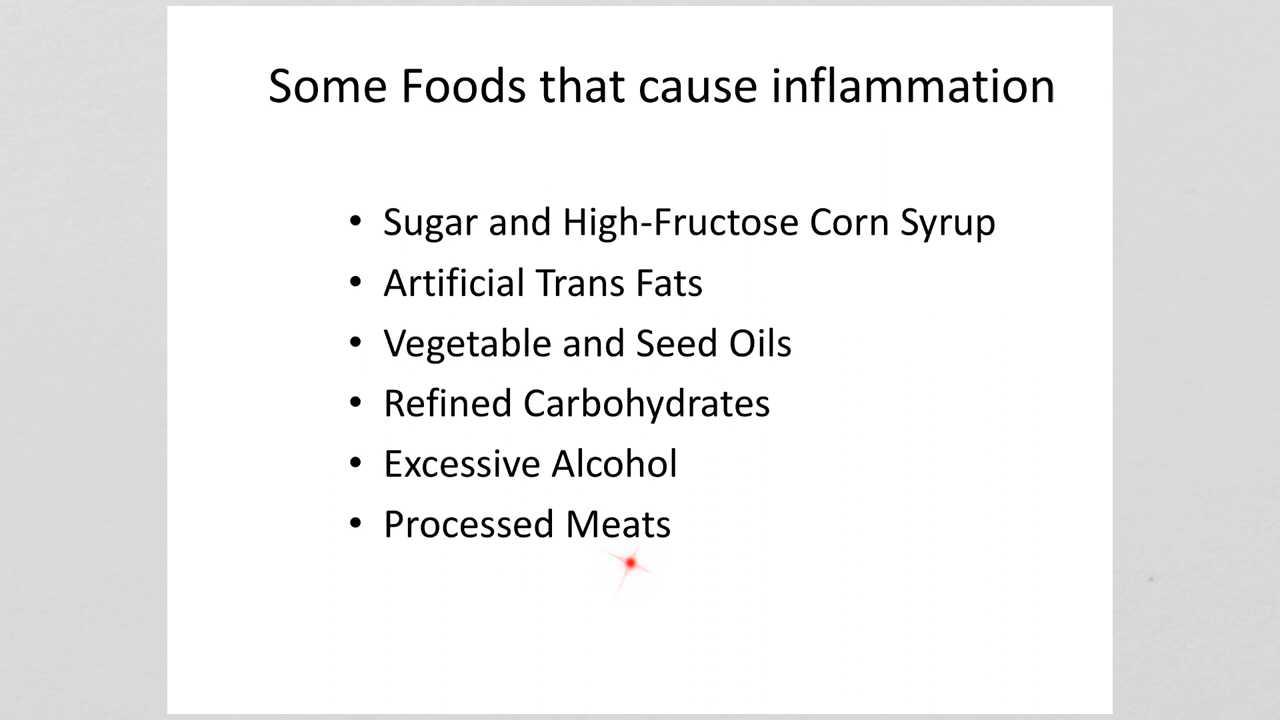 Some Foods that cause inflammation
• Sugar and High-Fructose Corn Syrup
• Artificial Trans Fats
• Vegetable and Seed Oils
• Refined Carbohydrates
• Excessive Alcohol
• Processed Meats